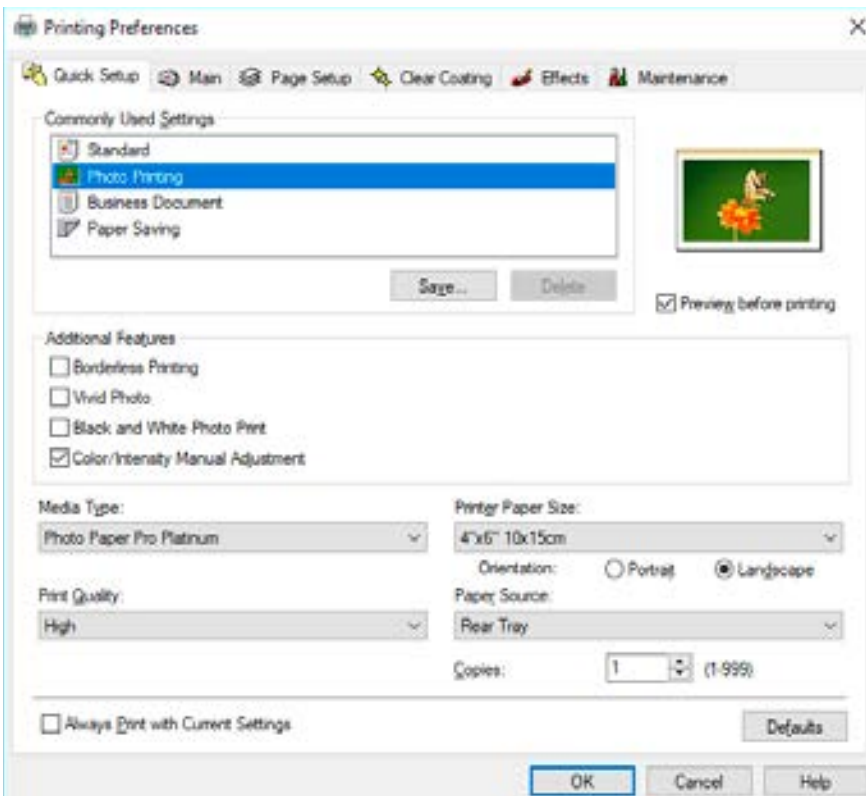 Printing Preferences
Quick Setup Main Page Setup Clear Coating Effects Maintenance
Commonly Used Settings
Standard
Photo Printing
Business Document
Paper Saving
Save... Delete
Preview before printing
Additional Features
Borderless Printing
Vivid Photo
Black and White Photo Print
Color/Intensity Manual Adjustment
Media Type: Printer Paper Size:
Photo Paper Pro Platinum 4"x6" 10x15cm
Orientation: Portrait Landscape
Print Quality: Paper Source:
High Rear Tray
Copies: 1 (1-999)
Always Print with Current Settings Defaults
OK Cancel Help